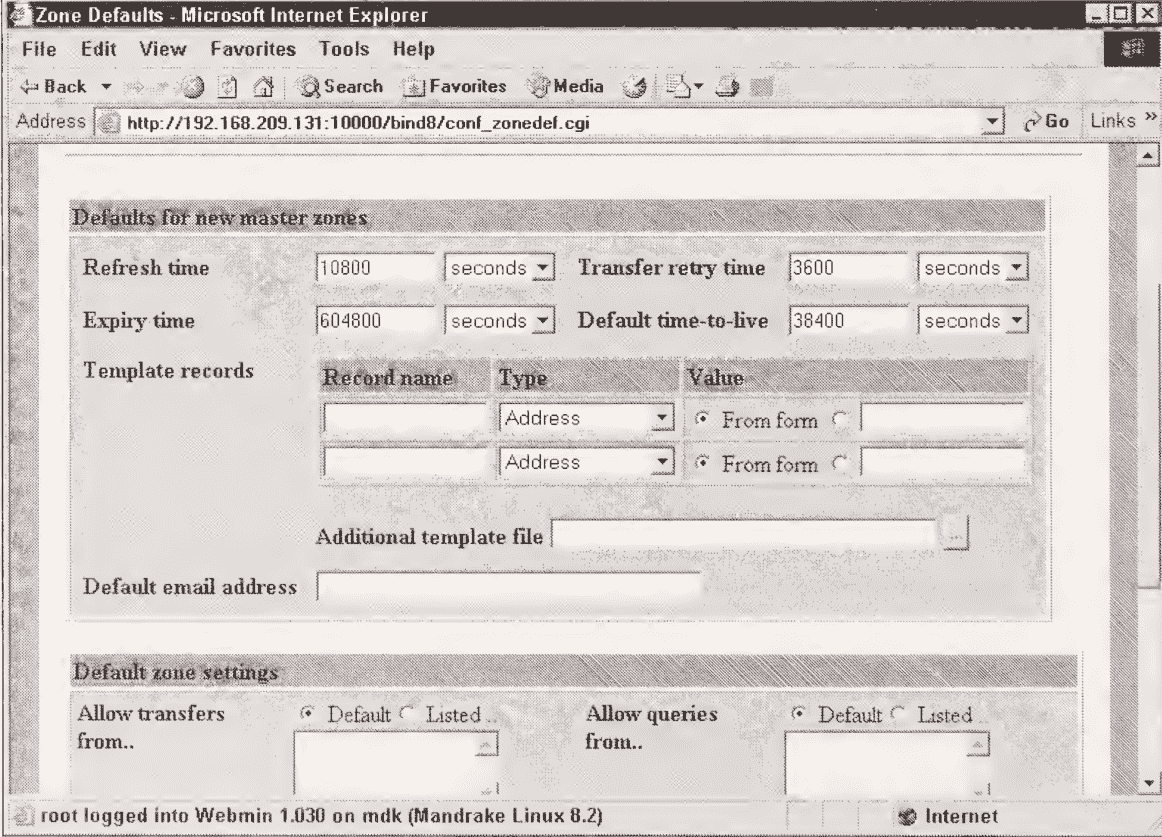 Zone Defaults - Microsoft Internet Explorer
File Edit View Favorites Tools Help
Back Search Favorites Media
Address http://192.168.209.131:10000/bind8/conf_zonedef.cgi Go Links »
Defaults for new master zones
Refresh time 10800 seconds Transfer retry time 3600 seconds
Expiry time 604800 seconds Default time-to-live 38400 seconds
Template records Record name Type Value
Address From form
Address From form
Additional template file ...
Default email address
Default zone settings
Allow transfers from.. Default Listed .. Allow queries from.. Default Listed ..
root logged into Webmin 1.030 on mdk (Mandrake Linux 8.2) Internet